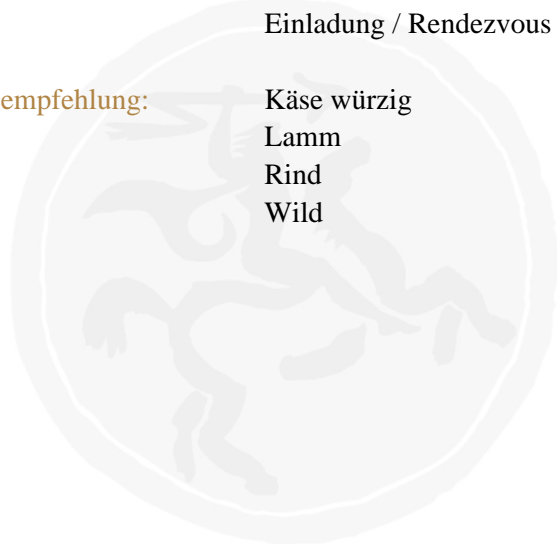 Einladung / Rendezvous
empfehlung: Käse würzig
Lamm
Rind
Wild